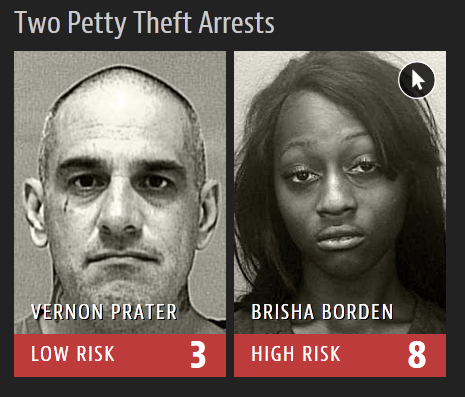 Two Petty Theft Arrests
VERNON PRATER
LOW RISK 3
BRISHA BORDEN
HIGH RISK 8